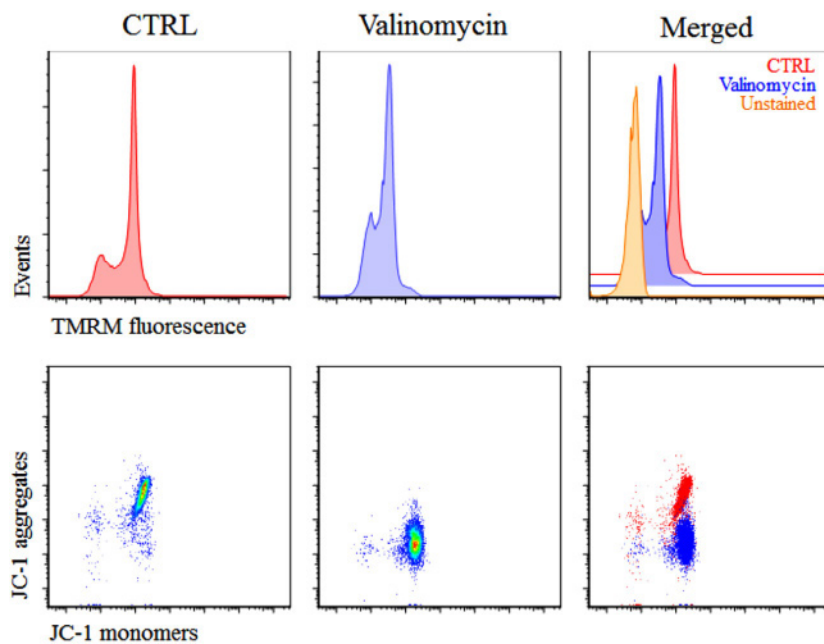 CTRL
Valinomycin
Merged
CTRL
Valinomycin
Unstained
Events
TMRM fluorescence
JC-1 aggregates
JC-1 monomers